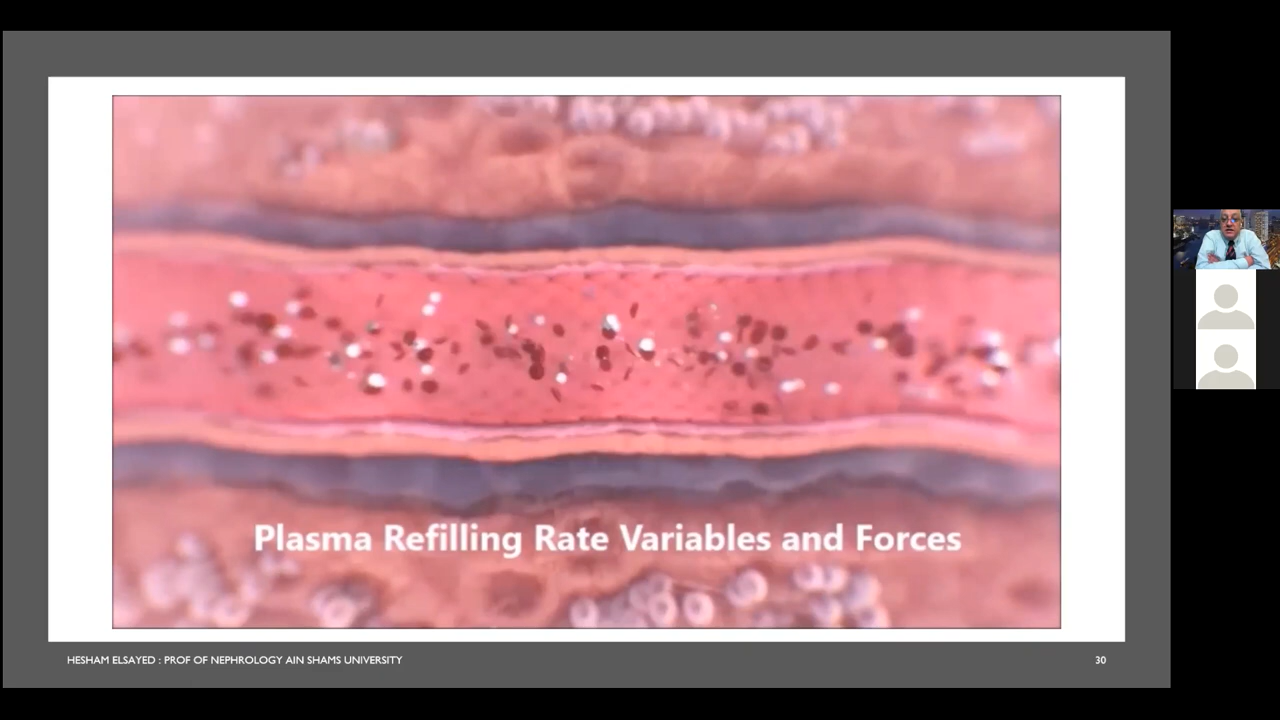 Plasma Refilling Rate Variables and Forces
HESHAM ELSAYED : PROF OF NEPHROLOGY AIN SHAMS UNIVERSITY
30